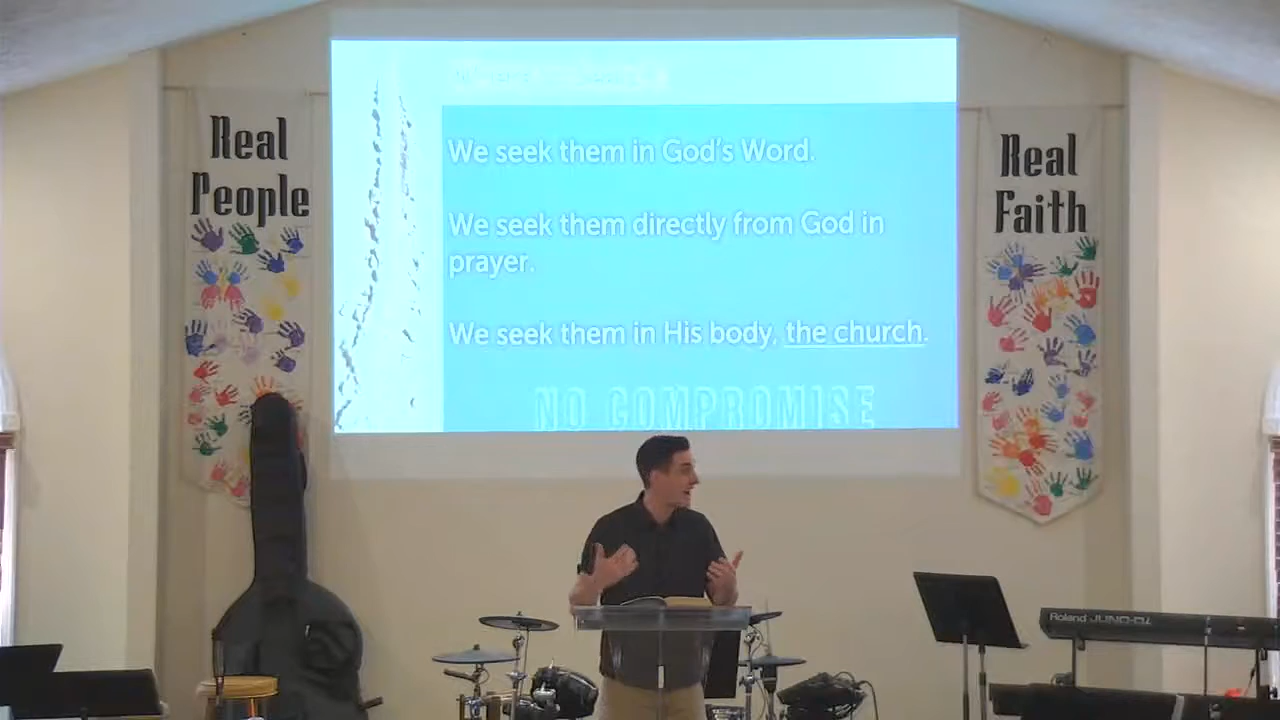 Real
People
We seek them in God's Word.
We seek them directly from God in
prayer.
We seek them in His body, the church.
NO COMPROMISE
Real
Faith
Roland JUNO-